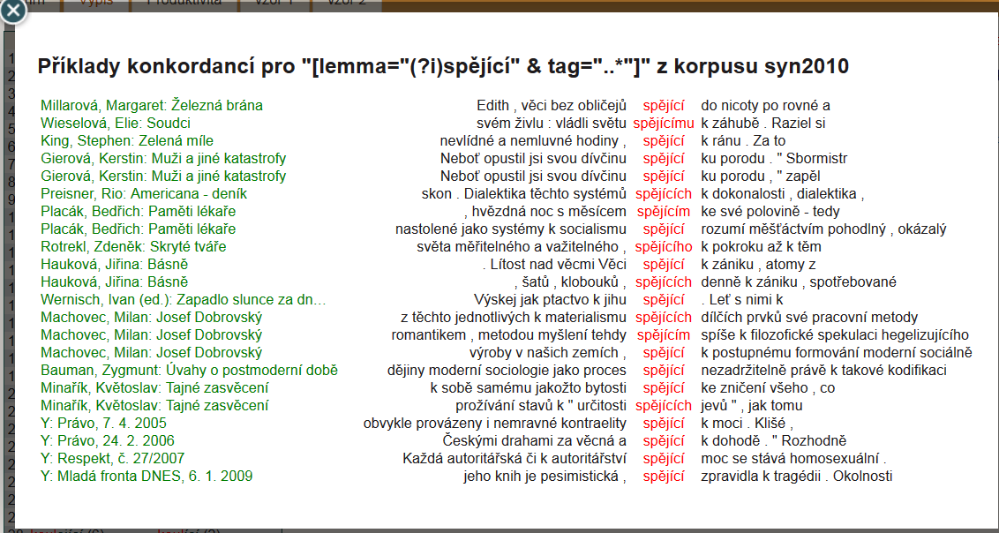 Výpis Produktivita vzor 1 vzor 2
Příklady konkordancí pro "[lemma="(?i)spějící" & tag="..*"]" z korpusu syn2010
Millarová, Margaret: Železná brána Edith , věci bez obličejů spějící do nicoty po rovné a
Wieselová, Elie: Soudci svém živlu : vládli světu spějícímu k záhubě . Raziel si
King, Stephen: Zelená míle nevlídné a nemluvné hodiny , spějící k ránu . Za to
Gierová, Kerstin: Muži a jiné katastrofy Neboť opustil jsi svou dívčinu spějící ku porodu . " Sbormistr
Gierová, Kerstin: Muži a jiné katastrofy Neboť opustil jsi svou dívčinu spějící ku porodu , " zapěl
Preisner, Rio: Americana - deník skon . Dialektika těchto systémů spějících k dokonalosti , dialektika ,
Placák, Bedřich: Paměti lékaře , hvězdná noc s měsícem spějícím ke své polovině - tedy
Placák, Bedřich: Paměti lékaře nastolené jako systémy k socialismu spějící rozumí měšťáctvím pohodlný , okázalý
Rotrekl, Zdeněk: Skryté tváře světa měřitelného a važitelného , spějícího k pokroku až k těm
Hauková, Jiřina: Básně . Lítost nad věcmi Věci spějící k zániku , atomy z
Hauková, Jiřina: Básně , šatů , klobouků , spějících denně k zániku , spotřebované
Wernisch, Ivan (ed.): Zapadlo slunce za dn… Výskej jak ptactvo k jihu spějící . Leť s nimi k
Machovec, Milan: Josef Dobrovský z těchto jednotlivých k materialismu spějících dílčích prvků své pracovní metody
Machovec, Milan: Josef Dobrovský romantikem , metodou myšlení tehdy spějícím spíše k filozofické spekulaci hegelizujícího
Machovec, Milan: Josef Dobrovský výroby v našich zemích , spějící k postupnému formování moderní sociálně
Bauman, Zygmunt: Úvahy o postmoderní době dějiny moderní sociologie jako proces spějící nezadržitelně právě k takové kodifikaci
Minařík, Květoslav: Tajné zasvěcení k sobě samému jakožto bytosti spějící ke zničení všeho , co
Minařík, Květoslav: Tajné zasvěcení prožívání stavů k " určitosti spějících jevů " , jak tomu
Y: Právo, 7. 4. 2005 obvykle provázeny i nemravné kontraelity spějící k moci . Klišé ,
Y: Právo, 24. 2. 2006 Českými drahami za věcná a spějící k dohodě . " Rozhodně
Y: Respekt, č. 27/2007 Každá autoritářská či k autoritářství spějící moc se stává homosexuální .
Y: Mladá fronta DNES, 6. 1. 2009 jeho knih je pesimistická , spějící zpravidla k tragédii . Okolnosti